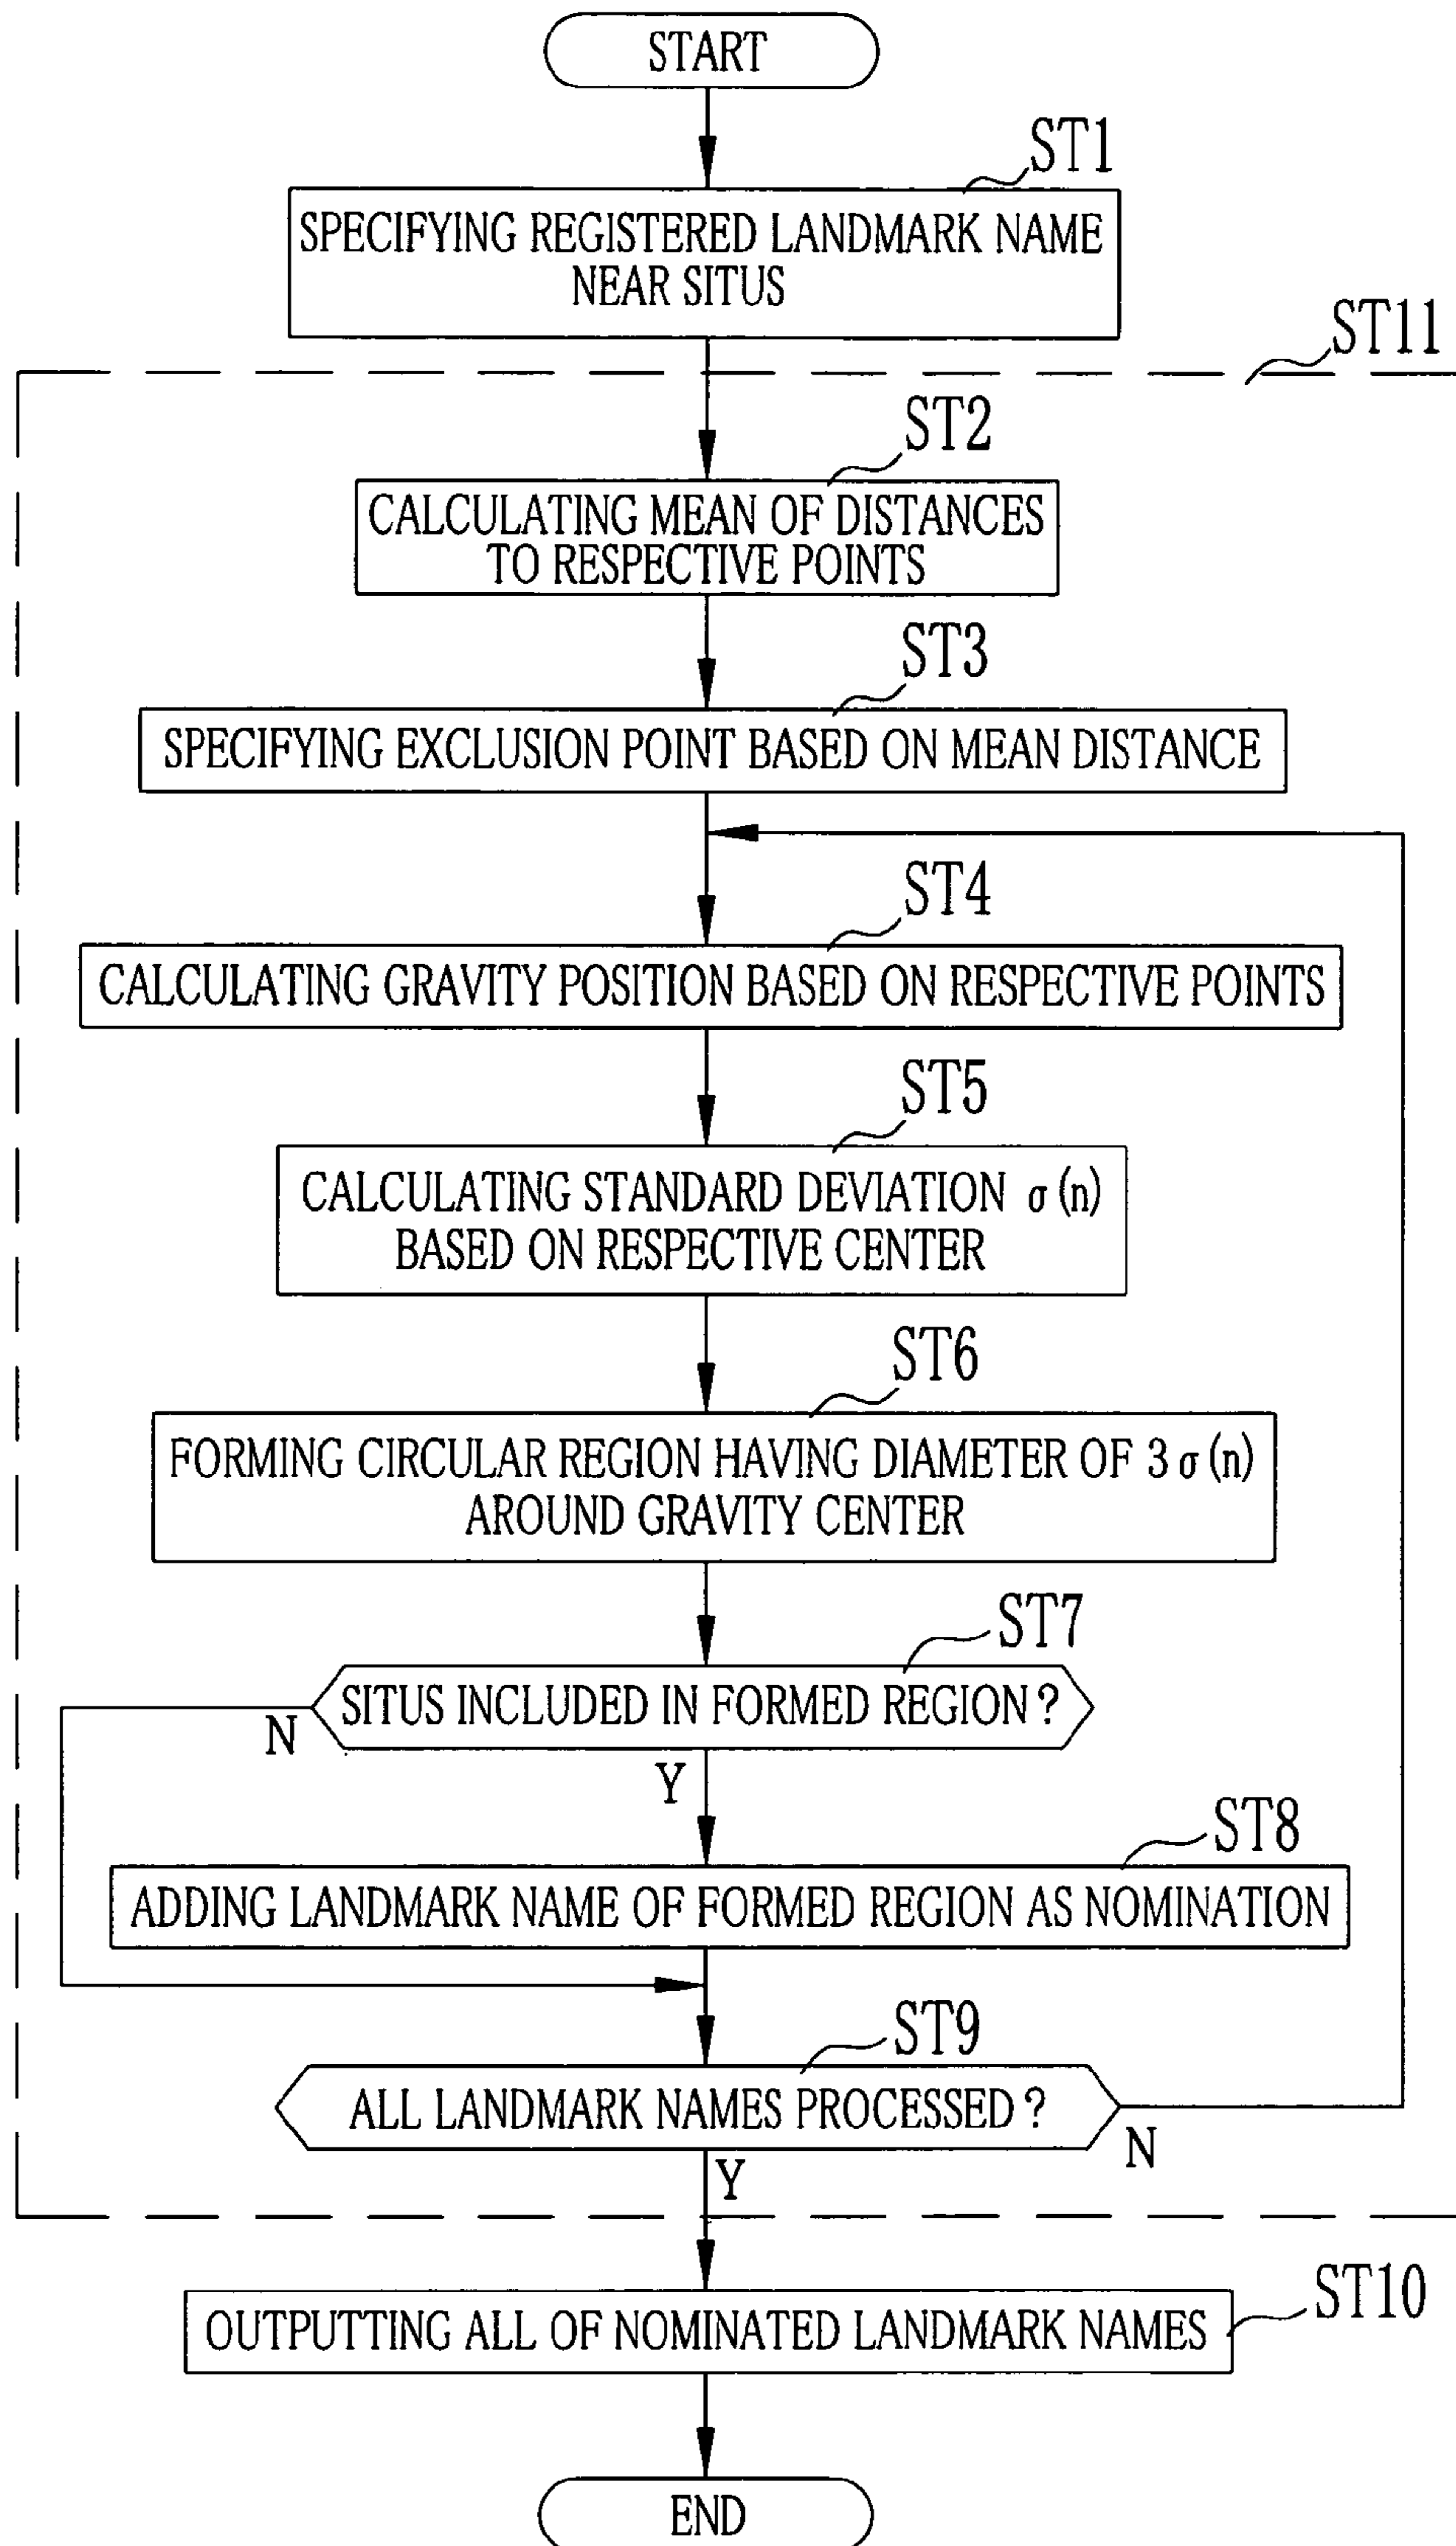 START
ST1
SPECIFYING REGISTERED LANDMARK NAME
NEAR SITUS
ST11
ST2
CALCULATING MEAN OF DISTANCES
TO RESPECTIVE POINTS
ST3
SPECIFYING EXCLUSION POINT BASED ON MEAN DISTANCE
ST4
CALCULATING GRAVITY POSITION BASED ON RESPECTIVE POINTS
ST5
CALCULATING STANDARD DEVIATION σ(n)
BASED ON RESPECTIVE CENTER
ST6
FORMING CIRCULAR REGION HAVING DIAMETER OF 3σ(n)
AROUND GRAVITY CENTER
ST7
SITUS INCLUDED IN FORMED REGION?
N
Y
ST8
ADDING LANDMARK NAME OF FORMED REGION AS NOMINATION
ST9
ALL LANDMARK NAMES PROCESSED?
N
Y
ST10
OUTPUTTING ALL OF NOMINATED LANDMARK NAMES
END